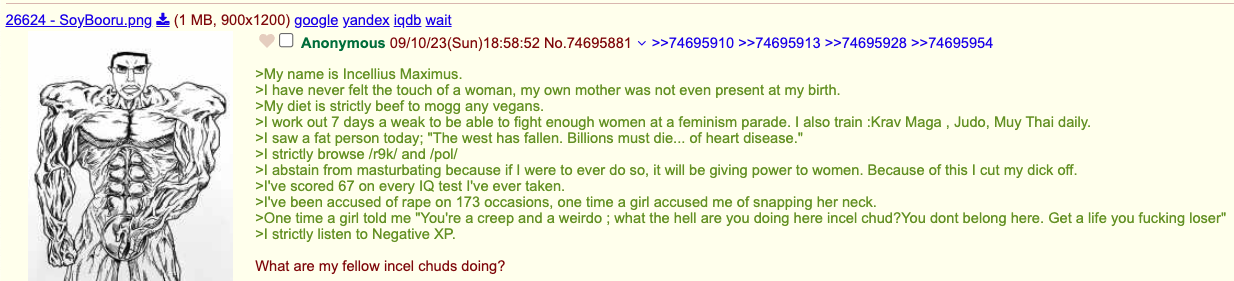 26624 - SoyBooru.png (1 MB, 900x1200) google yandex iqdb wait
Anonymous 09/10/23(Sun)18:58:52 No.74695881 >>74695910 >>74695913 >>74695928 >>74695954
>My name is Incellius Maximus.
>I have never felt the touch of a woman, my own mother was not even present at my birth.
>My diet is strictly beef to mogg any vegans.
>I work out 7 days a weak to be able to fight enough women at a feminism parade. I also train :Krav Maga , Judo, Muy Thai daily.
>I saw a fat person today; "The west has fallen. Billions must die... of heart disease."
>I strictly browse /r9k/ and /pol/
>I abstain from masturbating because if I were to ever do so, it will be giving power to women. Because of this I cut my dick off.
>I've scored 67 on every IQ test I've ever taken.
>I've been accused of rape on 173 occasions, one time a girl accused me of snapping her neck.
>One time a girl told me "You're a creep and a weirdo ; what the hell are you doing here incel chud?You dont belong here. Get a life you fucking loser"
>I strictly listen to Negative XP.
What are my fellow incel chuds doing?